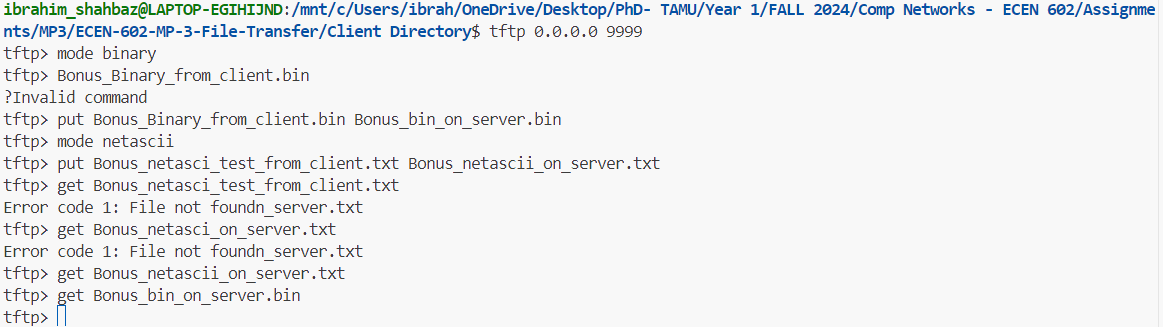 ibrahim_shahbaz@LAPTOP-EGIHIJND:/mnt/c/Users/ibrah/OneDrive/Desktop/PhD- TAMU/Year 1/FALL 2024/Comp Networks - ECEN 602/Assignme
nts/MP3/ECEN-602-MP-3-File-Transfer/Client Directory$ tftp 0.0.0.0 9999
tftp> mode binary
tftp> Bonus_Binary_from_client.bin
?Invalid command
tftp> put Bonus_Binary_from_client.bin Bonus_bin_on_server.bin
tftp> mode netascii
tftp> put Bonus_netasci_test_from_client.txt Bonus_netascii_on_server.txt
tftp> get Bonus_netasci_test_from_client.txt
Error code 1: File not foundn_server.txt
tftp> get Bonus_netasci_on_server.txt
Error code 1: File not foundn_server.txt
tftp> get Bonus_netascii_on_server.txt
tftp> get Bonus_bin_on_server.bin
tftp>